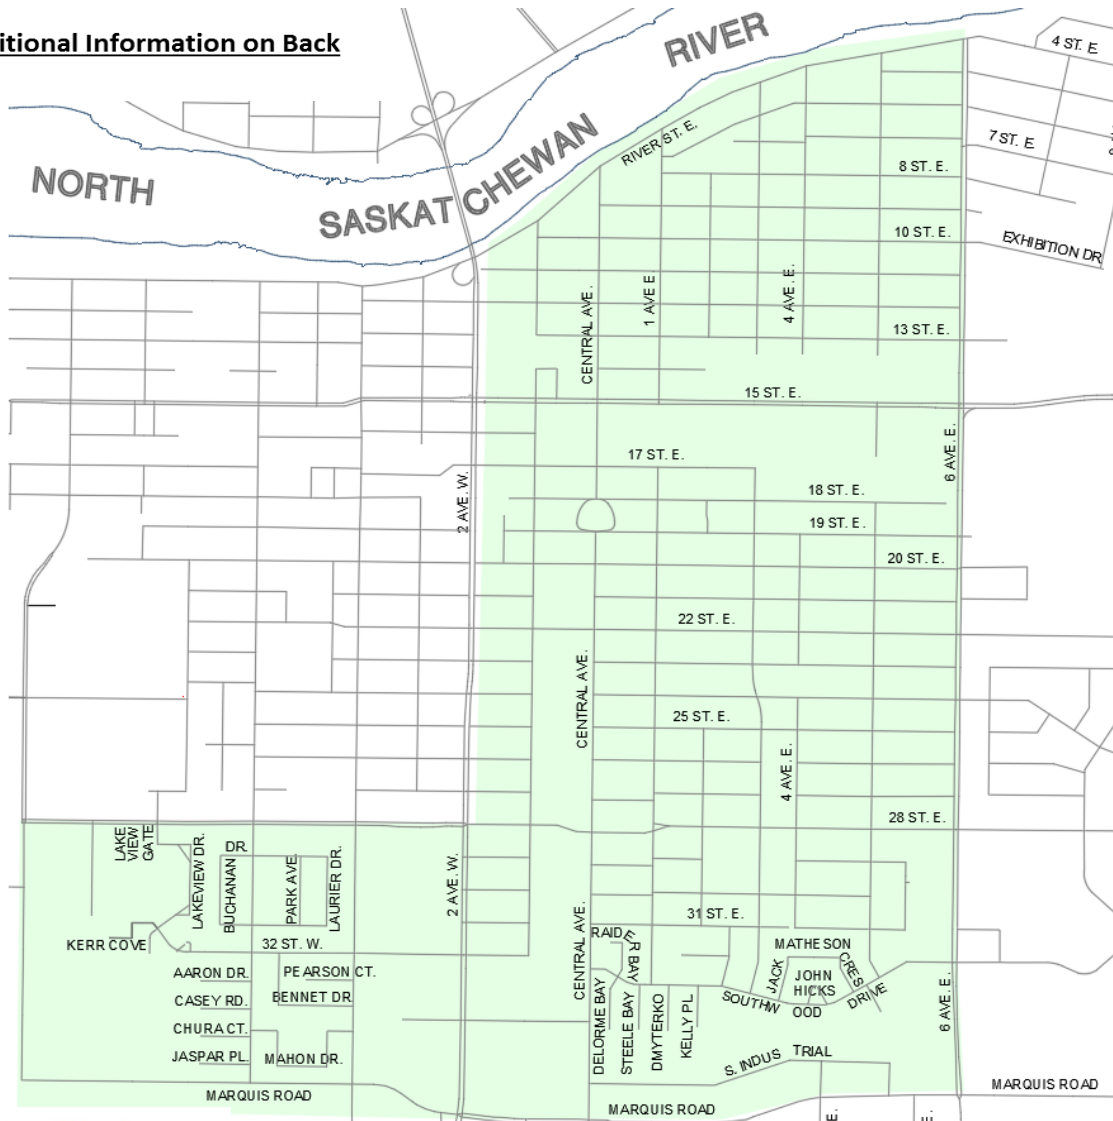 itional Information on Back
RIVER
4 ST. E
NORTH
SASKAT CHEWAN
RIVER ST. E.
7 ST. E
8 ST. E.
10 ST. E.
EXHIBITION DR
CENTRAL AVE.
1 AVE E
4 AVE. E.
13 ST. E.
15 ST. E.
6 AVE. E.
17 ST. E.
2 AVE. W.
18 ST. E.
19 ST. E.
20 ST. E.
22 ST. E.
CENTRAL AVE.
25 ST. E.
4 AVE. E.
28 ST. E.
LAKE
VIEW
GATE
LAKEVIEW DR.
BUCHANAN
DR.
PARK AVE.
LAURIER DR.
2 AVE. W.
CENTRAL AVE.
31 ST. E.
RAIDER BAY
KERR COVE
32 ST. W.
MATHESON
CRES
AARON DR.
PEARSON CT.
JACK
JOHN
HICKS
CASEY RD.
BENNET DR.
DELORME BAY
STEELE BAY
DMYTERKO
KELLY PL.
SOUTHW
OOD
DRIVE
6 AVE. E.
CHURA CT.
JASPAR PL.
MAHON DR.
S. INDUS TRIAL
MARQUIS ROAD
MARQUIS ROAD
MARQUIS ROAD
E.
E.